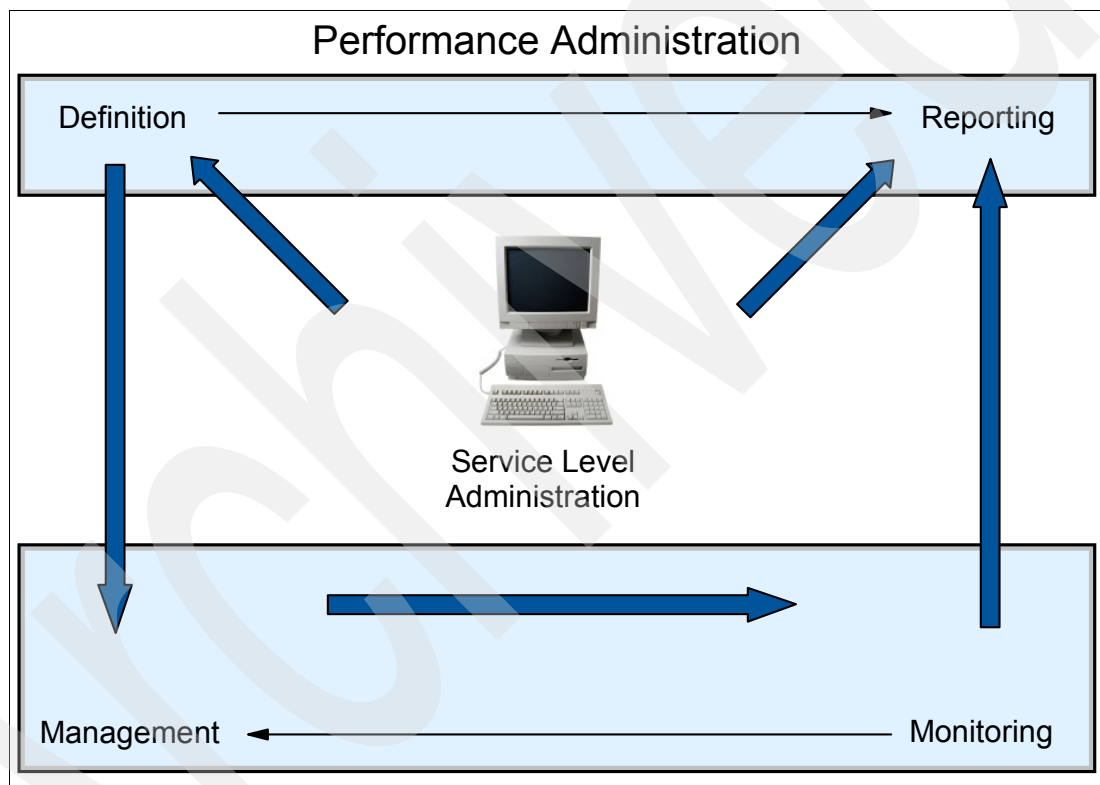 Performance Administration
Definition
Reporting
Service Level
Administration
Management
Monitoring